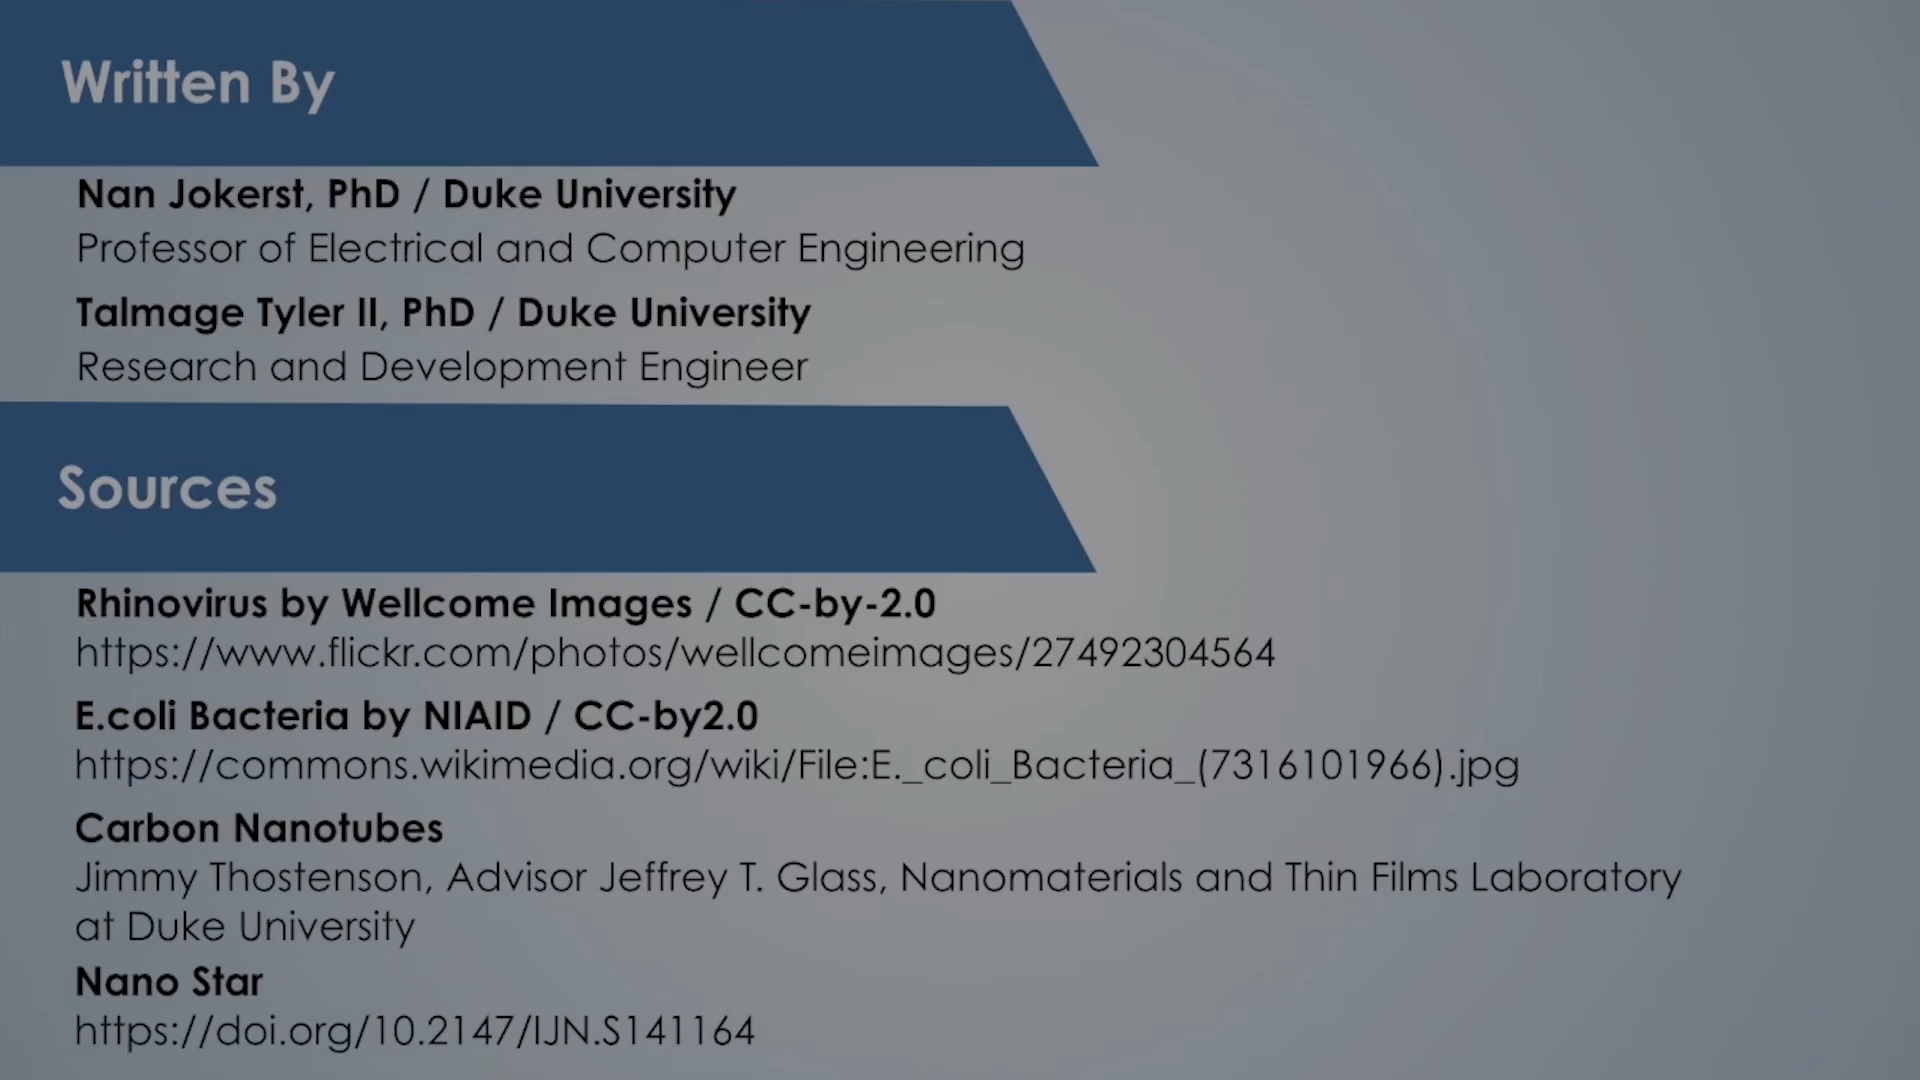 Written By
Nan Jokerst, PhD / Duke University
Professor of Electrical and Computer Engineering
Talmage Tyler II, PhD / Duke University
Research and Development Engineer
Sources
Rhinovirus by Wellcome Images / CC-by-2.0
https://www.flickr.com/photos/wellcomeimages/27492304564
E.coli Bacteria by NIAID / CC-by2.0
https://commons.wikimedia.org/wiki/File:E._coli_Bacteria_(7316101966).jpg
Carbon Nanotubes
Jimmy Thostenson, Advisor Jeffrey T. Glass, Nanomaterials and Thin Films Laboratory
at Duke University
Nano Star
https://doi.org/10.2147/IJN.S141164